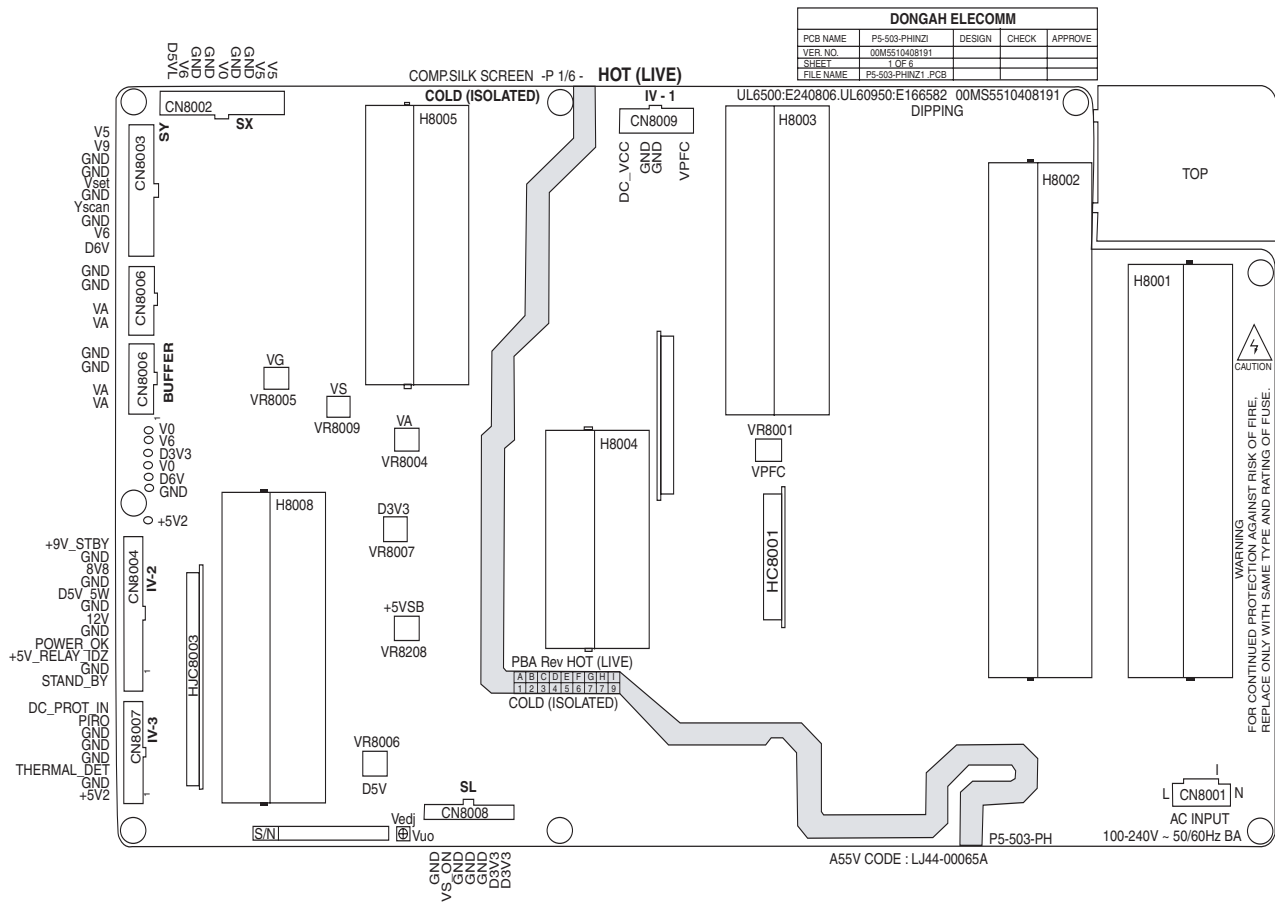 DONGAH ELECOMM
PCB NAME P5-503-PHINZI DESIGN CHECK APPROVE
VER. NO. 00M5510408191
SHEET 1 OF 6
FILE NAME P5-503-PHINZ1 .PCB
COMP.SILK SCREEN -P 1/6 - HOT (LIVE)
COLD (ISOLATED)
IV - 1
UL6500:E240806.UL60950:E166582 00MS5510408191
DIPPING
D5VL
V6
GND
GND
V0
GND
GND
V5
V5
CN8002
SX
SY
CN8003
V5
V9
GND
GND
Vset
GND
Yscan
GND
V6
D6V
H8005
CN8009
DC_VCC
GND
GND
VPFC
H8003
H8002
TOP
H8001
GND
GND
VA
VA
CN8006
GND
GND
VA
VA
CN8006
BUFFER
VG
VR8005
VS
VR8009
VA
VR8004
1
V0
V6
D3V3
V0
D6V
GND
+5V2
H8004
VR8001
VPFC
CAUTION
WARNING
FOR CONTINUED PROTECTION AGAINST RISK OF FIRE,
REPLACE ONLY WITH SAME TYPE AND RATING OF FUSE.
H8008
D3V3
VR8007
HC8001
+9V_STBY
GND
8V8
GND
D5V_5W
GND
12V
GND
POWER_OK
+5V_RELAY_IDZ
GND
STAND_BY
CN8004
IV-2
1
HJC8003
+5VSB
VR8208
PBA Rev HOT (LIVE)
A B C D E F G H I
1 2 3 4 5 6 7 7 9
COLD (ISOLATED)
DC_PROT_IN
PIRO
GND
GND
GND
THERMAL_DET
GND
+5V2
CN8007
IV-3
1
VR8006
D5V
SL
CN8008
S/N
Vedj
Vuo
GND
VS_ON
GND
GND
GND
D3V3
D3V3
I
L CN8001 N
AC INPUT
100-240V ~ 50/60Hz BA
P5-503-PH
A55V CODE : LJ44-00065A